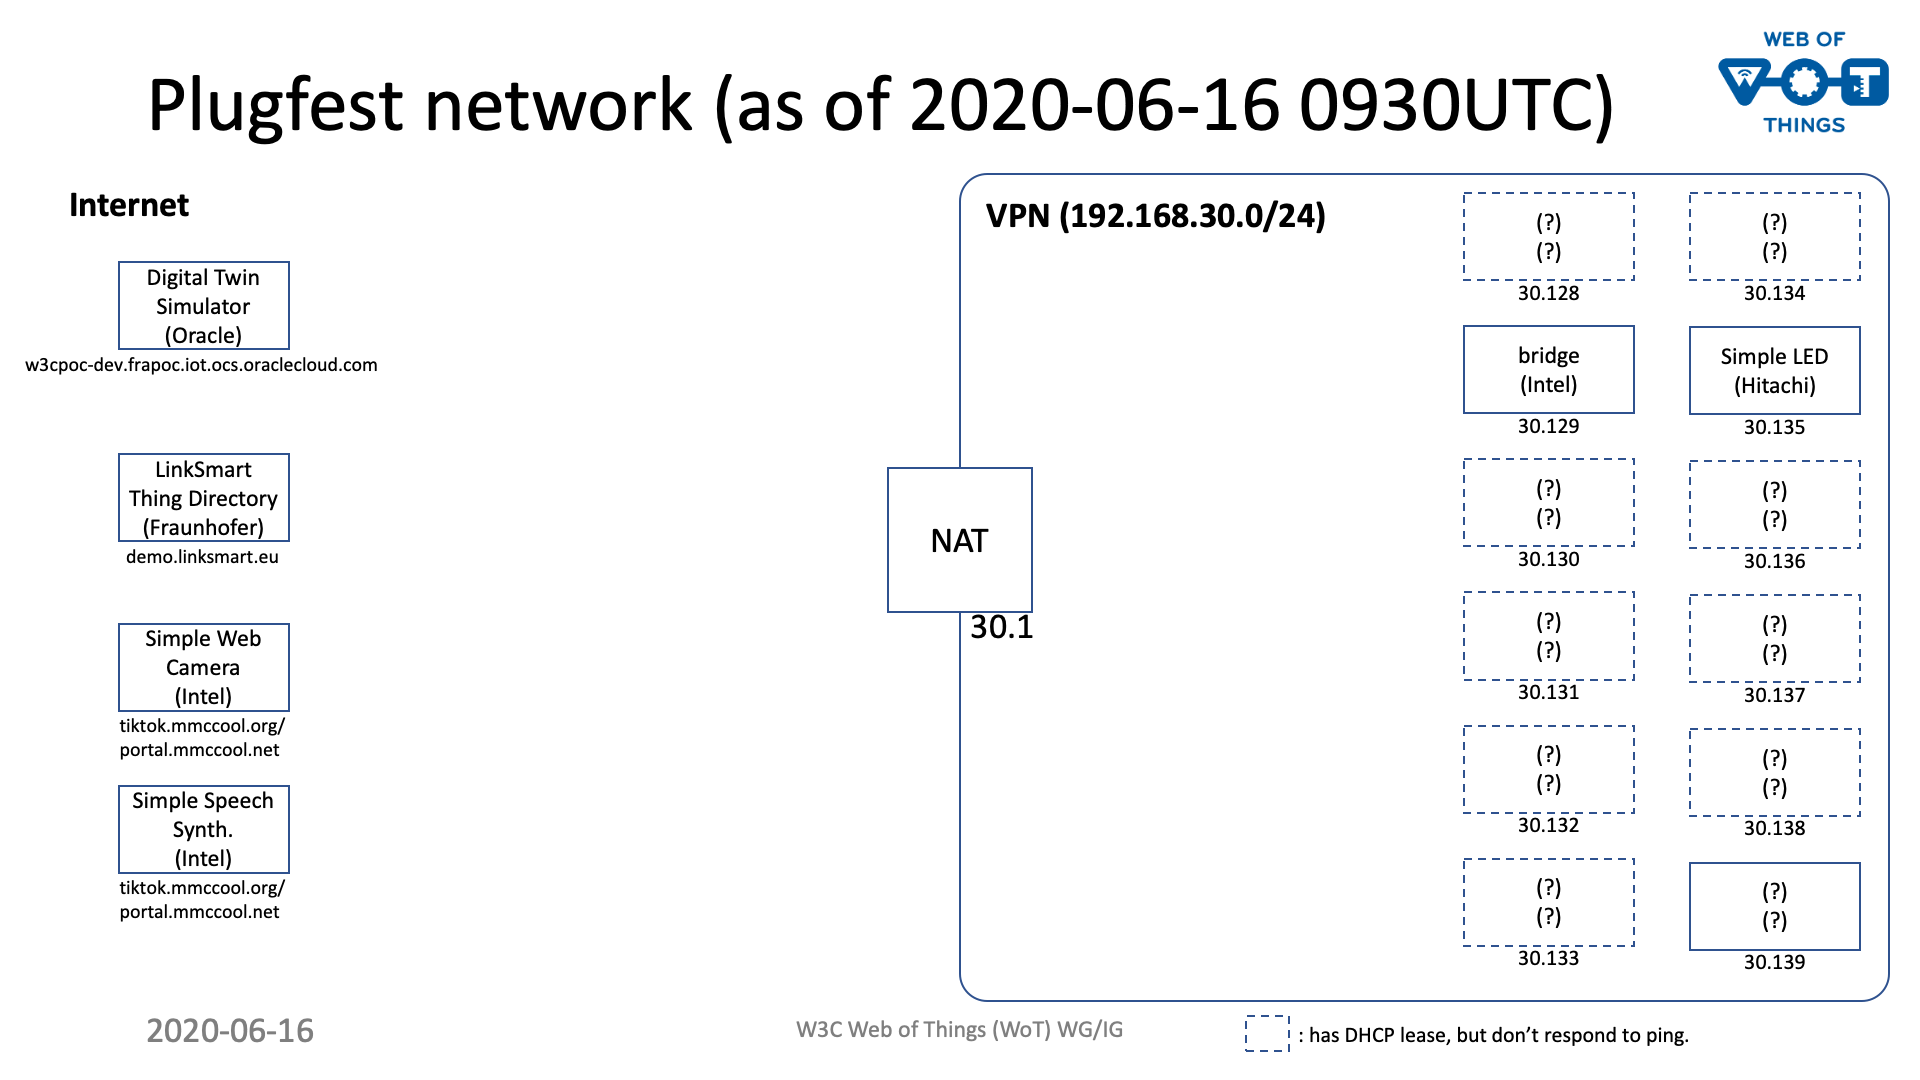 Plugfest network (as of 2020-06-16 0930UTC)
WEB OF
W T
THINGS
Internet
Digital Twin
Simulator
(Oracle)
w3cpoc-dev.frapoc.iot.ocs.oraclecloud.com
LinkSmart
Thing Directory
(Fraunhofer)
demo.linksmart.eu
Simple Web
Camera
(Intel)
tiktok.mmccool.org/
portal.mmccool.net
Simple Speech
Synth.
(Intel)
tiktok.mmccool.org/
portal.mmccool.net
NAT
30.1
VPN (192.168.30.0/24)
(?)
(?)
30.128
bridge
(Intel)
30.129
(?)
(?)
30.130
(?)
(?)
30.131
(?)
(?)
30.132
(?)
(?)
30.133
(?)
(?)
30.134
Simple LED
(Hitachi)
30.135
(?)
(?)
30.136
(?)
(?)
30.137
(?)
(?)
30.138
(?)
(?)
30.139
2020-06-16
W3C Web of Things (WoT) WG/IG
: has DHCP lease, but don’t respond to ping.